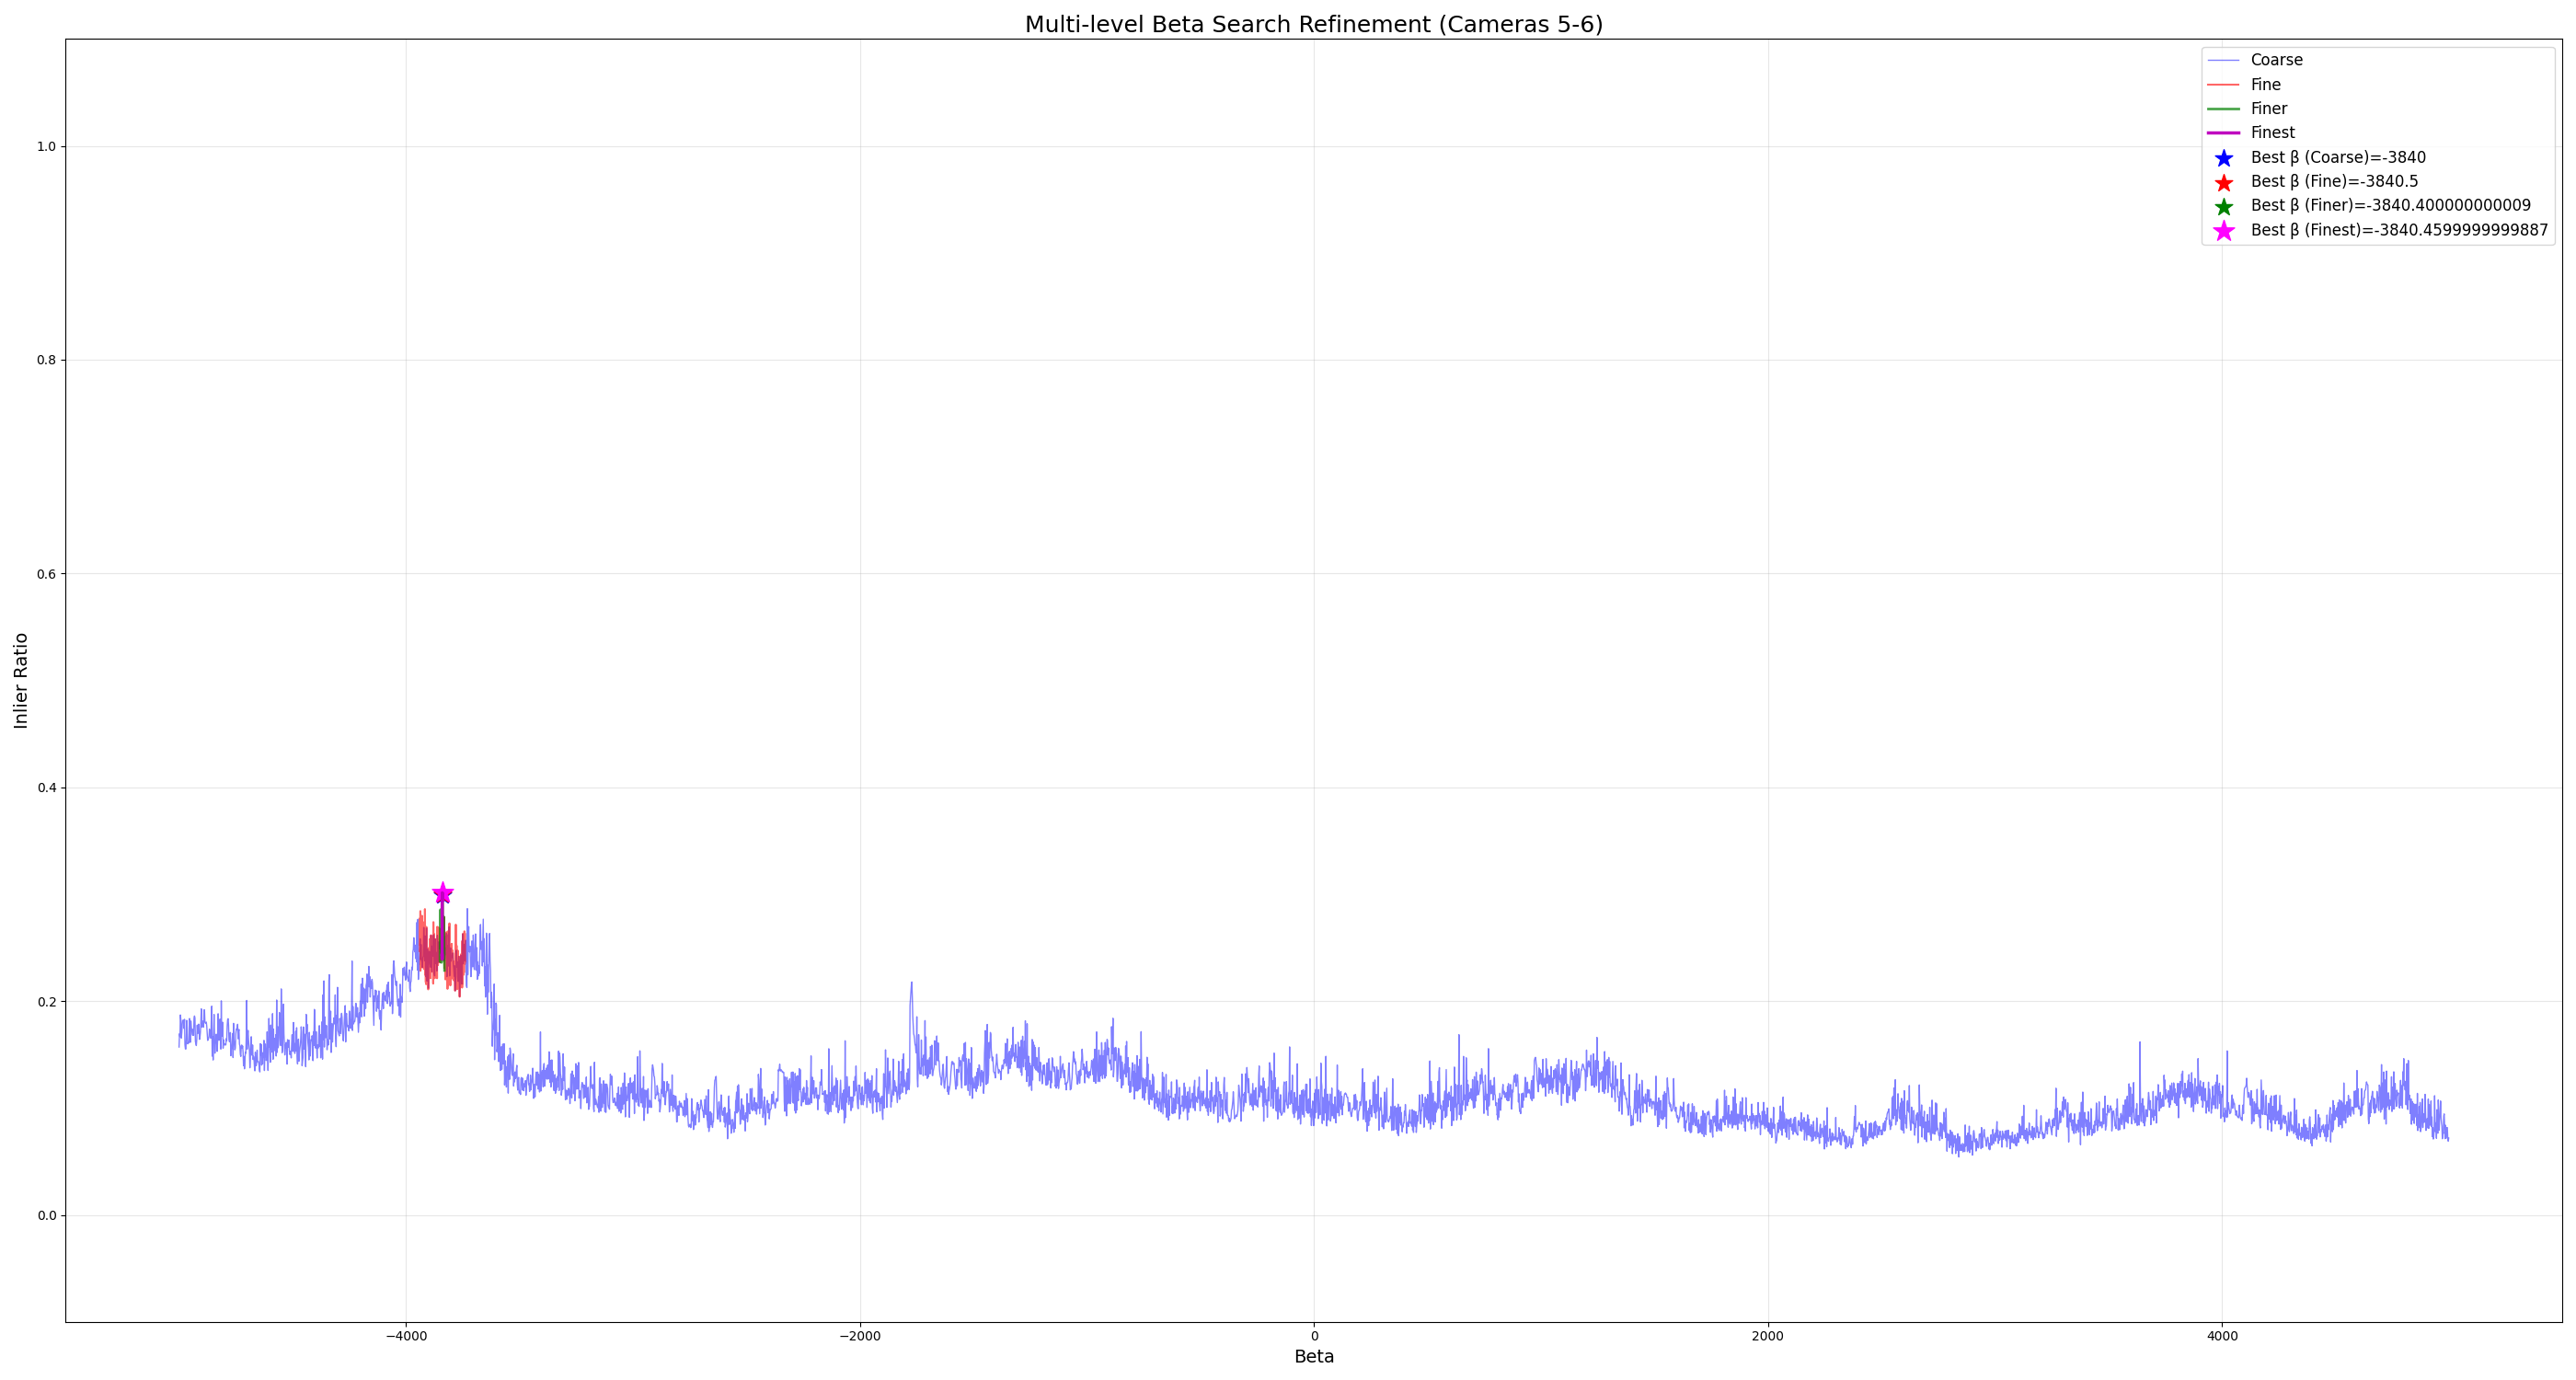 Multi-level Beta Search Refinement (Cameras 5-6)
Coarse
Fine
Finer
Finest
Best β (Coarse)=-3840
Best β (Fine)=-3840.5
Best β (Finer)=-3840.400000000009
Best β (Finest)=-3840.4599999999887
1.0
0.8
0.6
0.4
0.2
0.0
Inlier Ratio
−4000
−2000
0
2000
4000
Beta